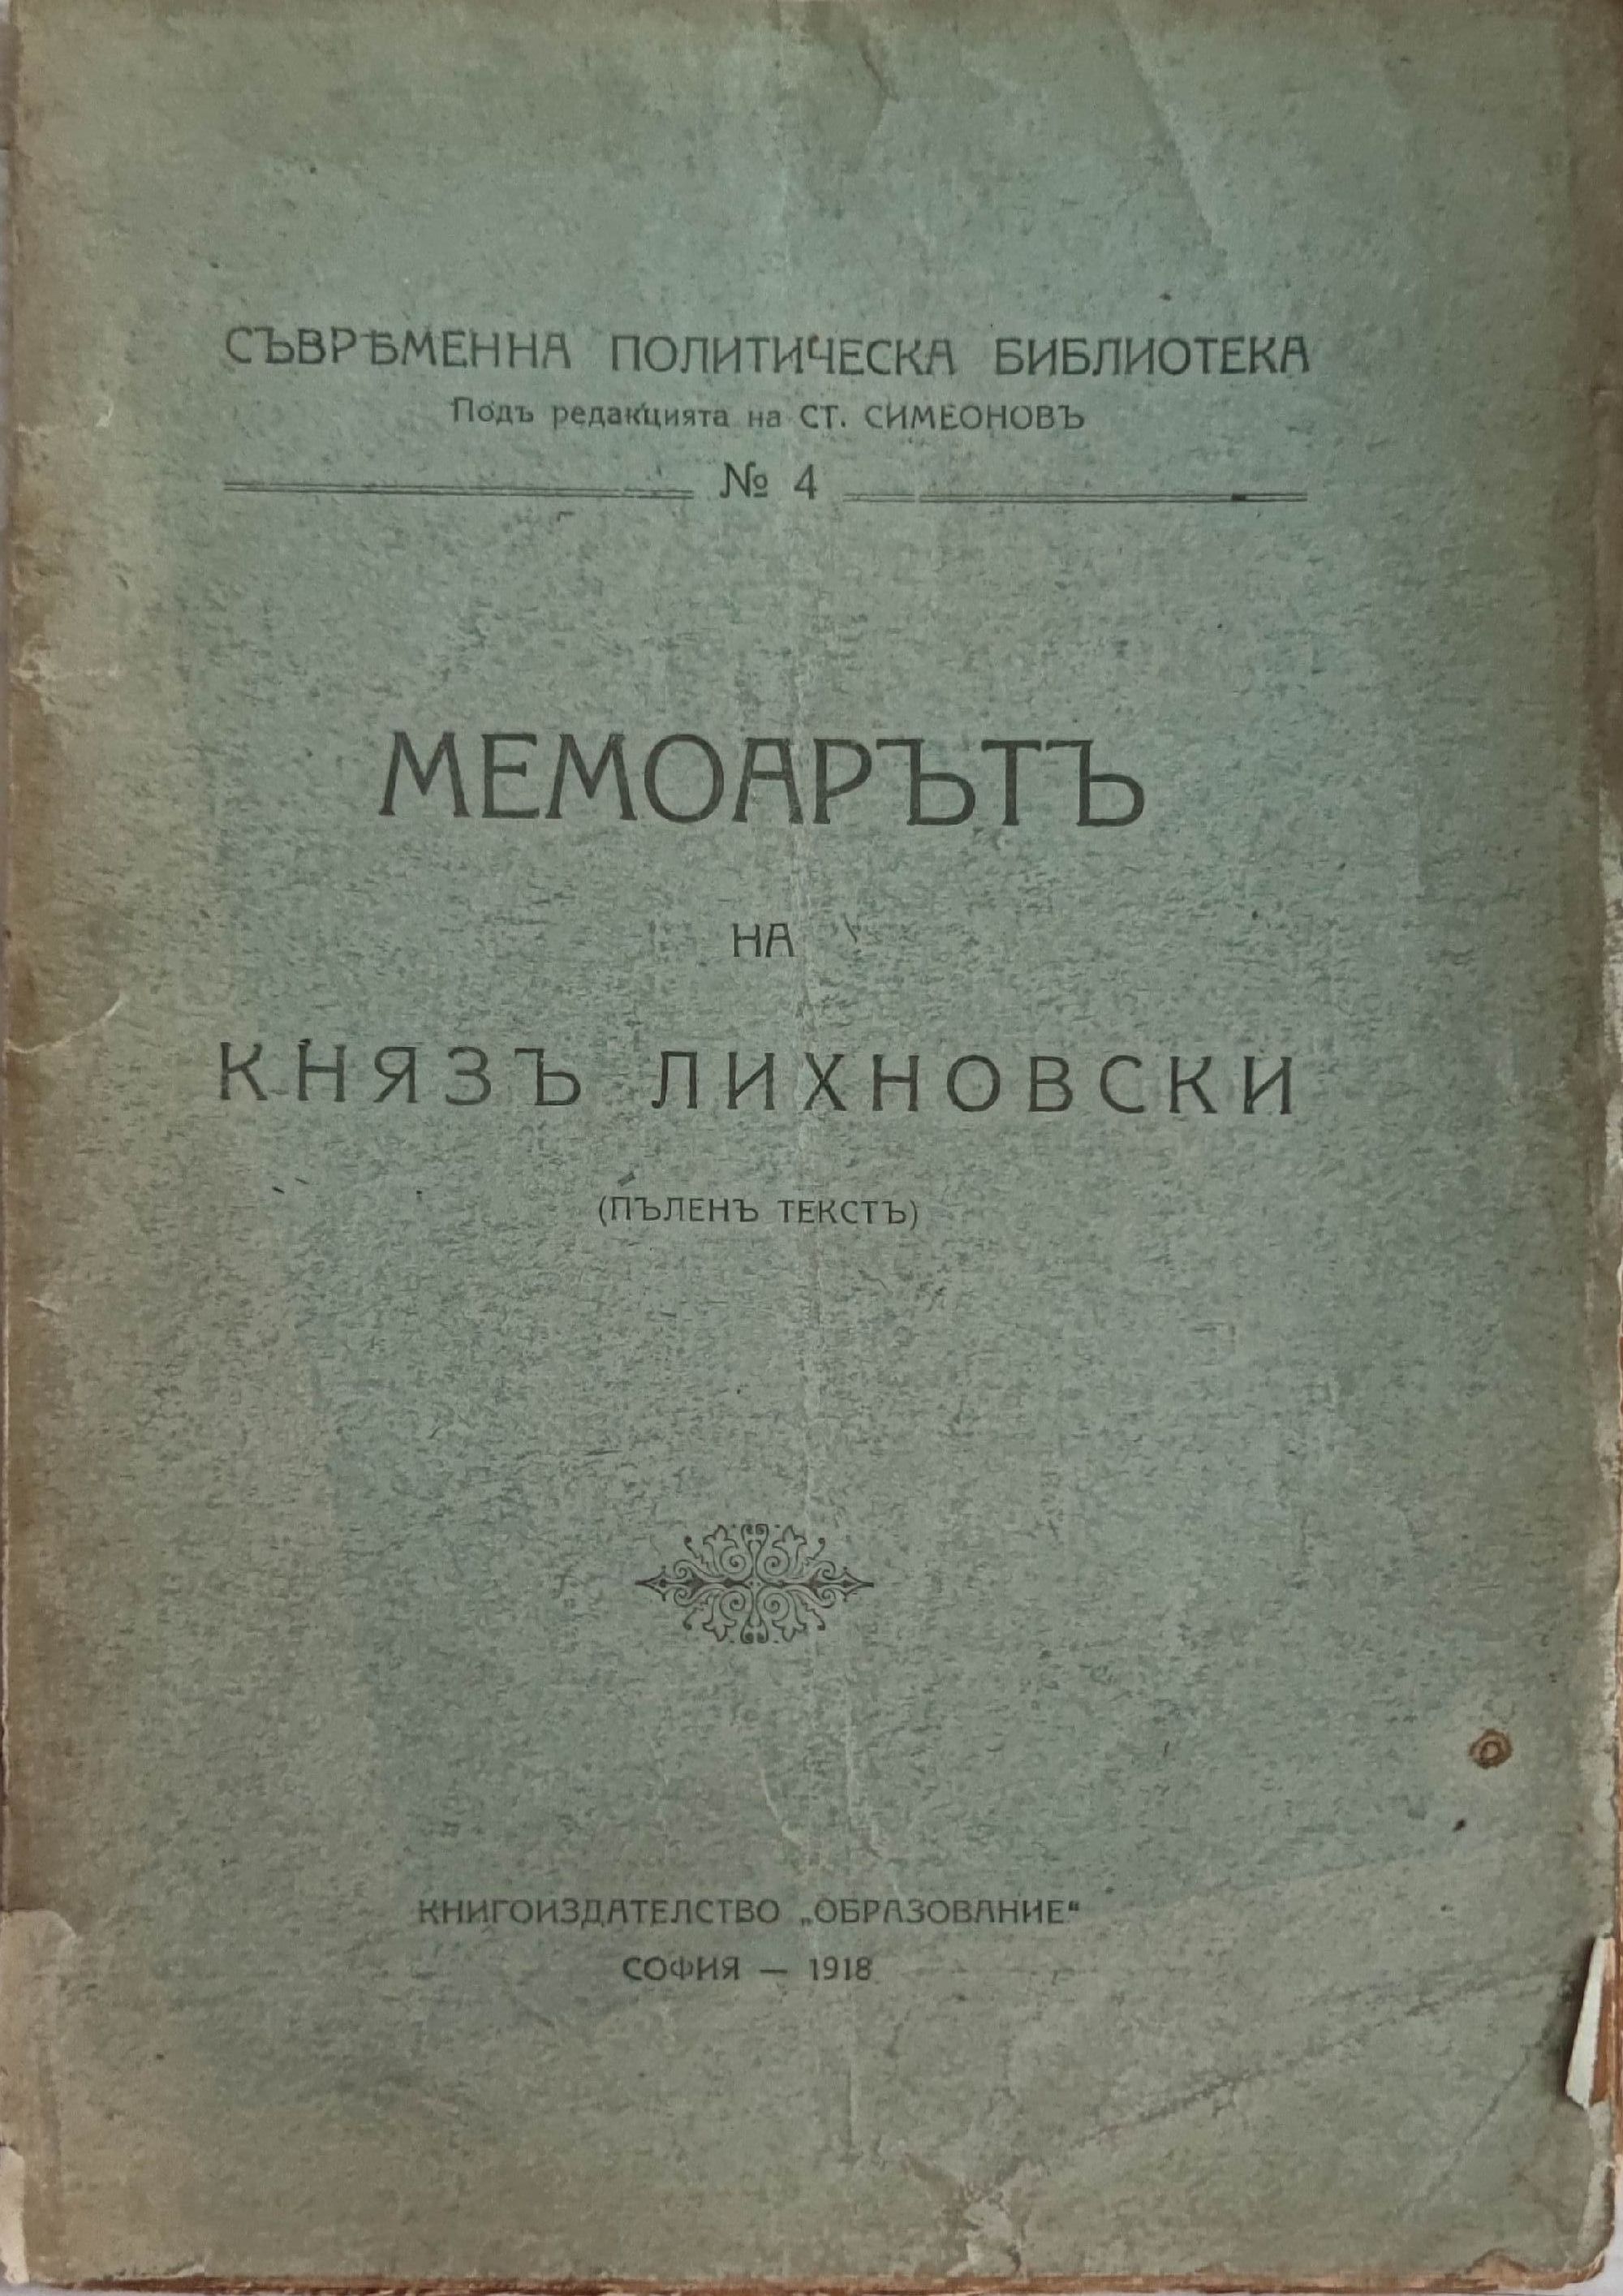 СЪВРѢМЕННА ПОЛИТИЧЕСКА БИБЛИОТЕКА
Подъ редакцията на СТ. СИМЕОНОВЪ
№ 4
МЕМОАРЪТЪ
НА
КНЯЗЪ ЛИХНОВСКИ
(ПЪЛЕНЪ ТЕКСТЪ)
КНИГОИЗДАТЕЛСТВО „ОБРАЗОВАНИЕ“
СОФИЯ — 1918